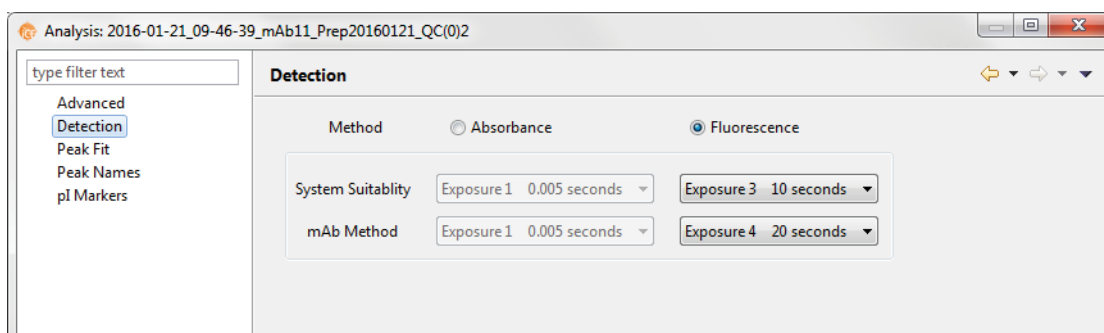 Analysis: 2016-01-21_09-46-39_mAb11_Prep20160121_QC(0)2
type filter text
Advanced
Detection
Peak Fit
Peak Names
pI Markers
Detection
Method Absorbance Fluorescence
System Suitablity Exposure 1 0.005 seconds Exposure 3 10 seconds
mAb Method Exposure 1 0.005 seconds Exposure 4 20 seconds